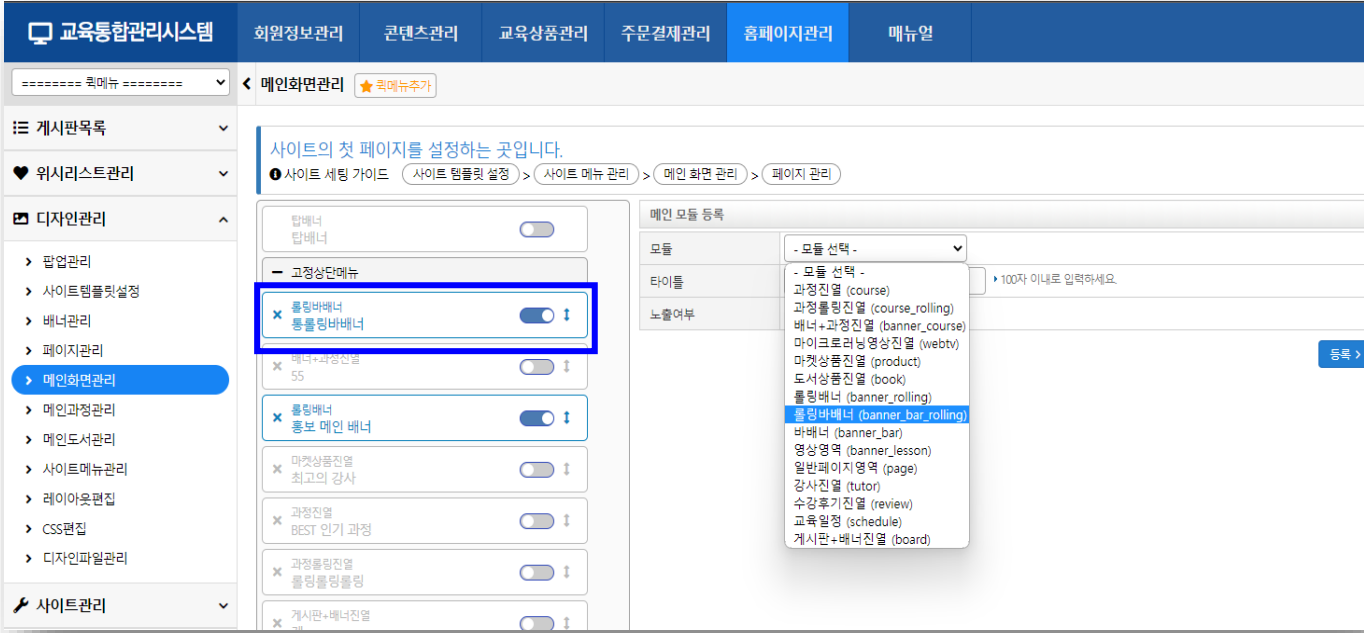 교육통합관리시스템
회원정보관리
콘텐츠관리
교육상품관리
주문결제관리
홈페이지관리
매뉴얼
======== 퀵메뉴 ========
메인화면관리
퀵메뉴추가
게시판목록
위시리스트관리
디자인관리
팝업관리
사이트템플릿설정
배너관리
페이지관리
메인화면관리
메인과정관리
메인도서관리
사이트메뉴관리
레이아웃편집
CSS편집
디자인파일관리
사이트관리
사이트의 첫 페이지를 설정하는 곳입니다.
사이트 세팅 가이드 사이트 템플릿 설정 > 사이트 메뉴 관리 > 메인 화면 관리 > 페이지 관리
탑배너
탑배너
고정상단메뉴
롤링바배너
통롤링바배너
배너+과정진열
55
롤링배너
홍보 메인 배너
마켓상품진열
최고의 강사
과정진열
BEST 인기 과정
과정롤링진열
롤링롤링롤링
게시판+배너진열
메인 모듈 등록
모듈
- 모듈 선택 -
타이틀
100자 이내로 입력하세요.
노출여부
등록 >
- 모듈 선택 -
과정진열 (course)
과정롤링진열 (course_rolling)
배너+과정진열 (banner_course)
마이크로러닝영상진열 (webtv)
마켓상품진열 (product)
도서상품진열 (book)
롤링배너 (banner_rolling)
롤링바배너 (banner_bar_rolling)
바배너 (banner_bar)
영상영역 (banner_lesson)
일반페이지영역 (page)
강사진열 (tutor)
수강후기진열 (review)
교육일정 (schedule)
게시판+배너진열 (board)